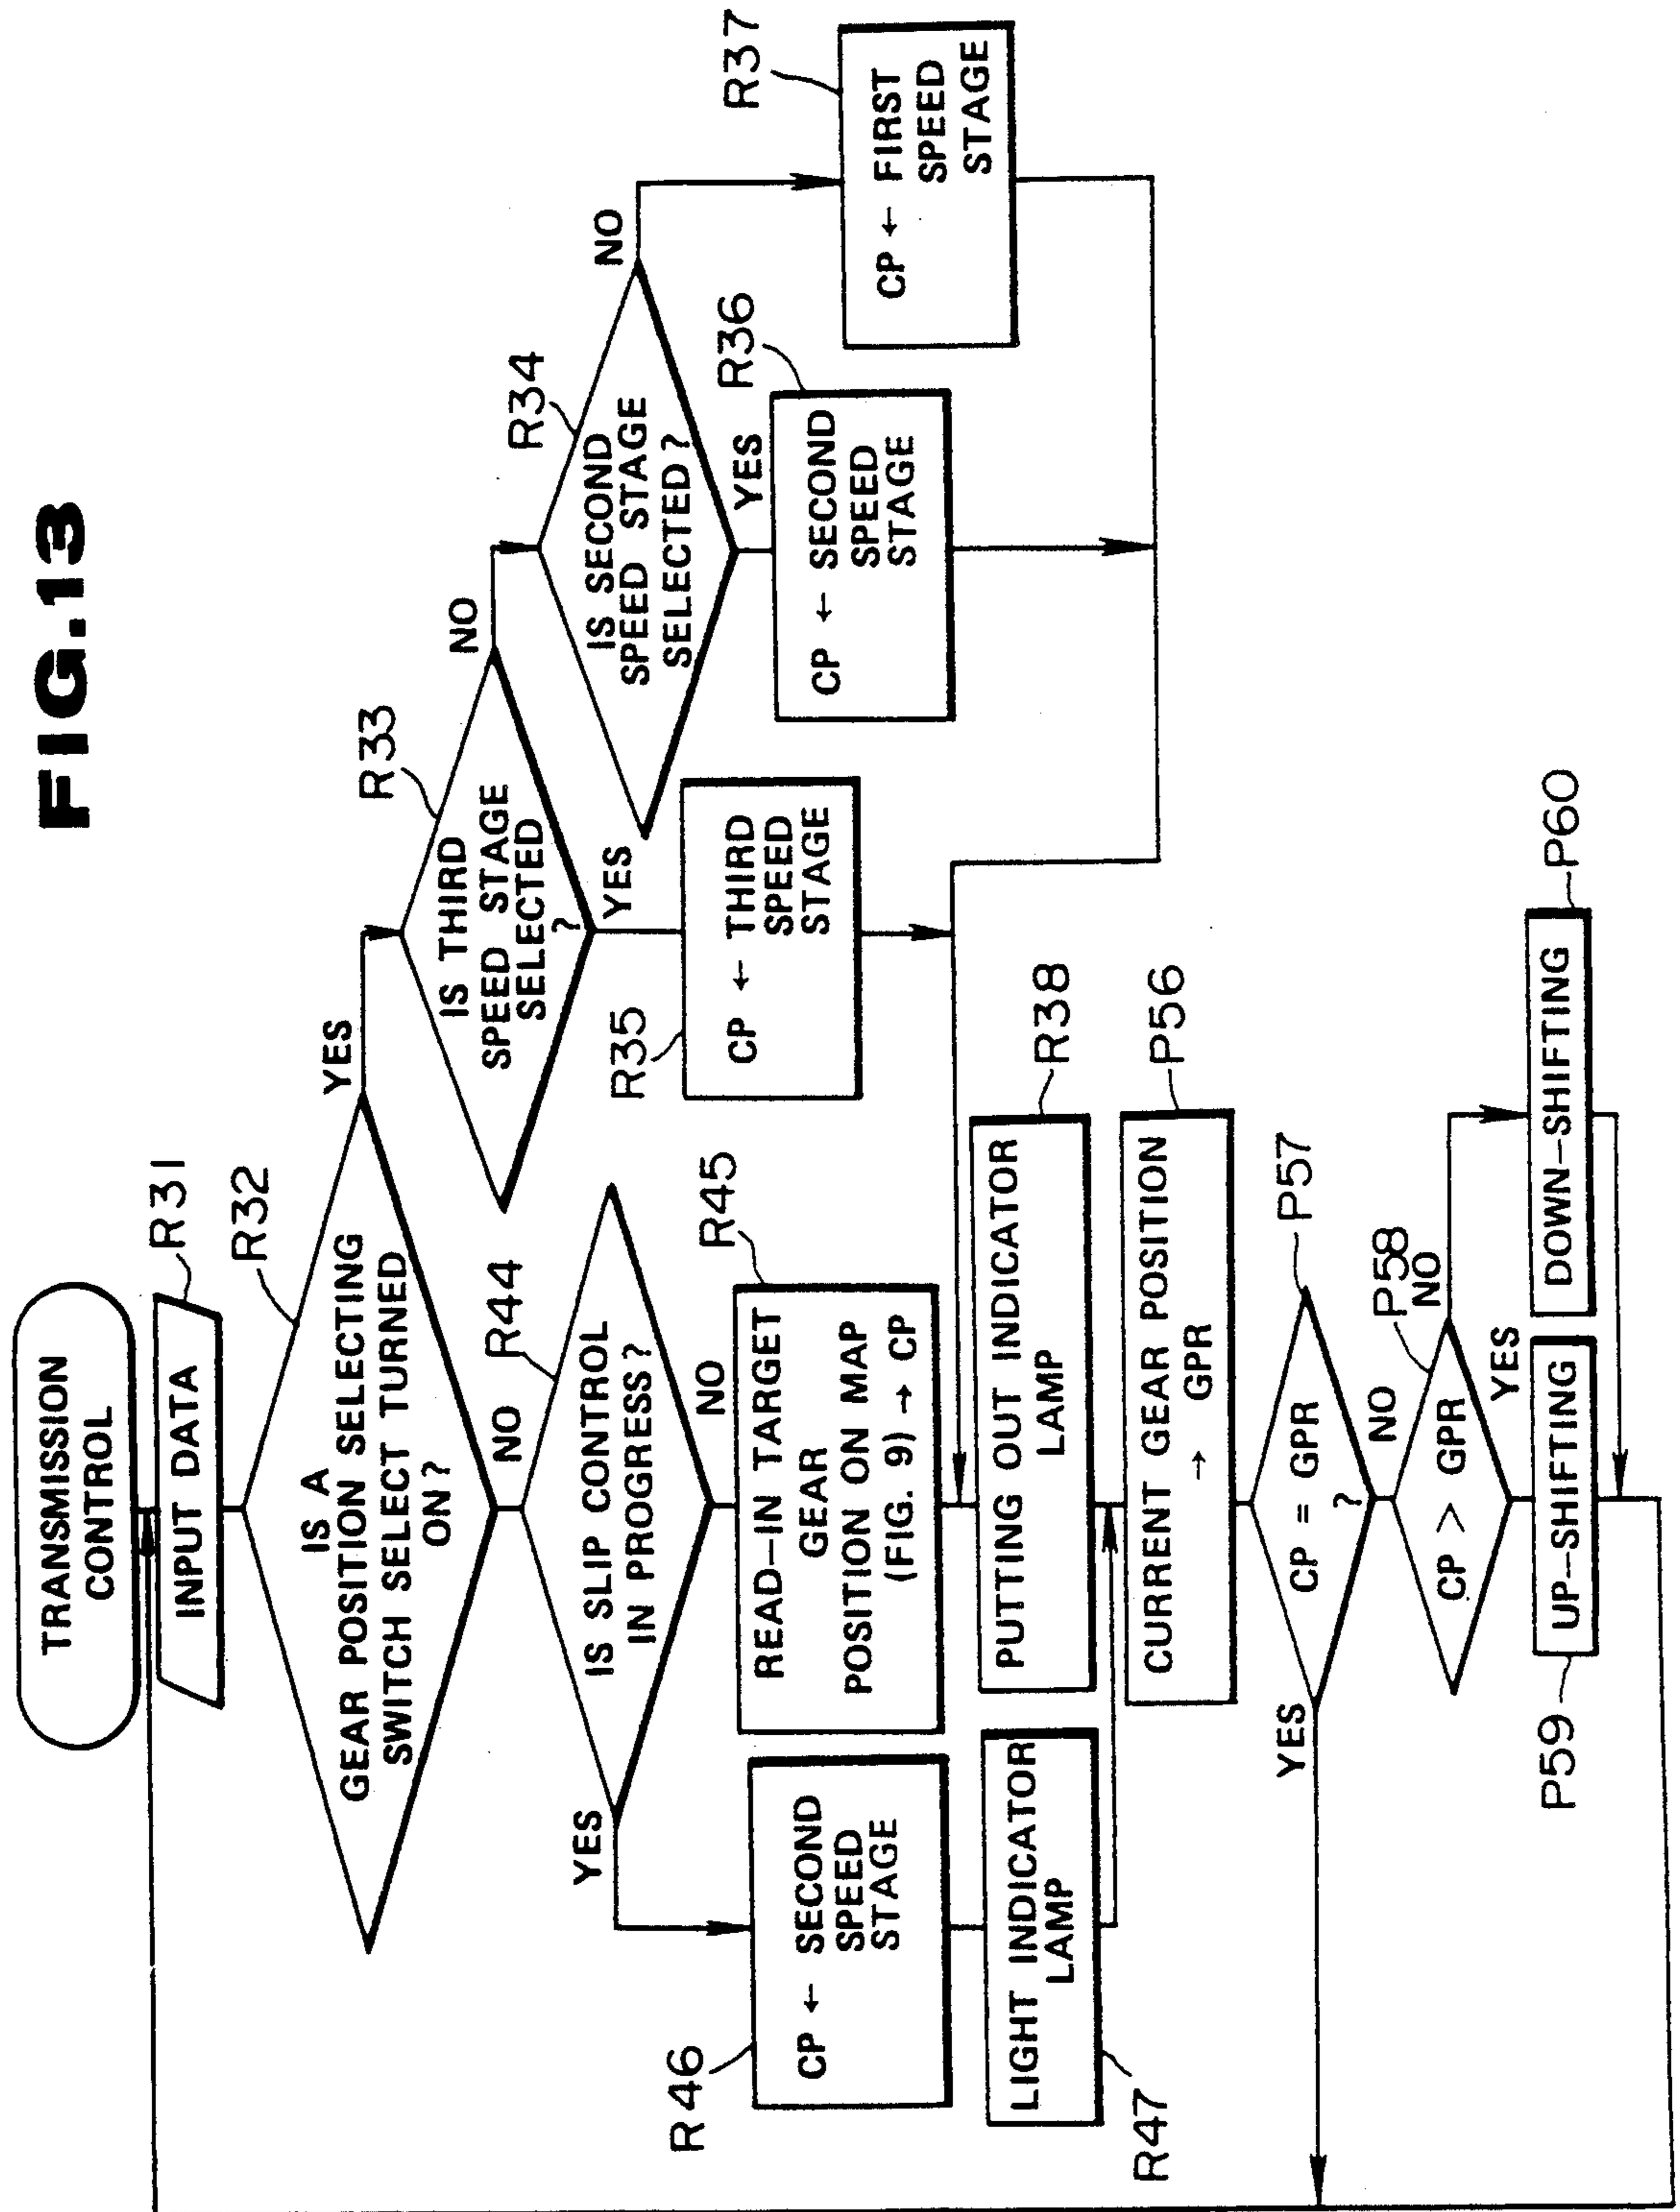 FIG.13
TRANSMISSION
CONTROL
R31
INPUT DATA
R32
IS A
GEAR POSITION SELECTING
SWITCH SELECT TURNED
ON?
YES
NO
R33
IS THIRD
SPEED STAGE
SELECTED
?
NO
YES
R34
IS SECOND
SPEED STAGE
SELECTED?
NO
YES
R44
IS SLIP CONTROL
IN PROGRESS?
YES
NO
R35
CP ← THIRD
SPEED
STAGE
R36
CP ← SECOND
SPEED
STAGE
R37
CP ← FIRST
SPEED
STAGE
R46
CP ← SECOND
SPEED
STAGE
R45
READ-IN TARGET
GEAR
POSITION ON MAP
(FIG. 9) → CP
R47
LIGHT INDICATOR
LAMP
PUTTING OUT INDICATOR
LAMP
R38
CURRENT GEAR POSITION
→ GPR
P56
P57
CP = GPR
?
YES
NO
P58
CP > GPR
NO
YES
P59
UP-SHIFTING
DOWN-SHIFTING
P60